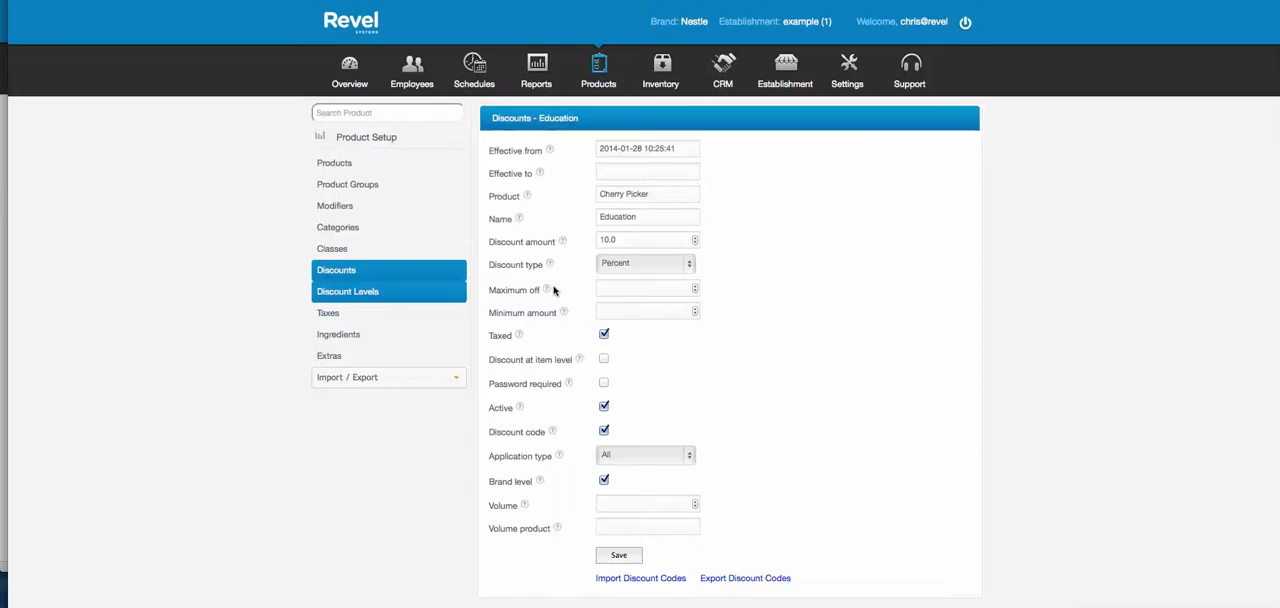 Revel
SYSTEMS
Brand: Nestle Establishment: example (1) Welcome, chris@revel
Overview Employees Schedules Reports Products Inventory CRM Establishment Settings Support
Search Product
Product Setup
Products
Product Groups
Modifiers
Categories
Classes
Discounts
Discount Levels
Taxes
Ingredients
Extras
Import / Export
Discounts - Education
Effective from ? 2014-01-28 10:25:41
Effective to ?
Product ? Cherry Picker
Name ? Education
Discount amount ? 10.0
Discount type ? Percent
Maximum off ?
Minimum amount ?
Taxed ?
Discount at item level ?
Password required ?
Active ?
Discount code ?
Application type ? All
Brand level ?
Volume ?
Volume product ?
Save
Import Discount Codes Export Discount Codes